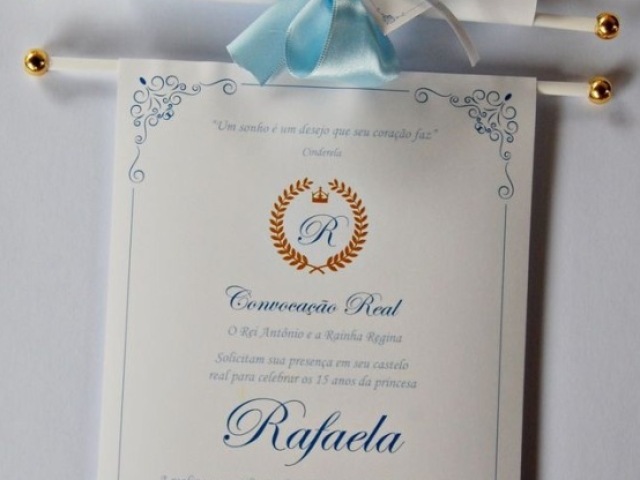 "Um sonho é um desejo que seu coração faz"
Cinderela
R
Convocação Real
O Rei Antônio e a Rainha Regina
Solicitam sua presença em seu castelo
real para celebrar os 15 anos da princesa
Rafaela